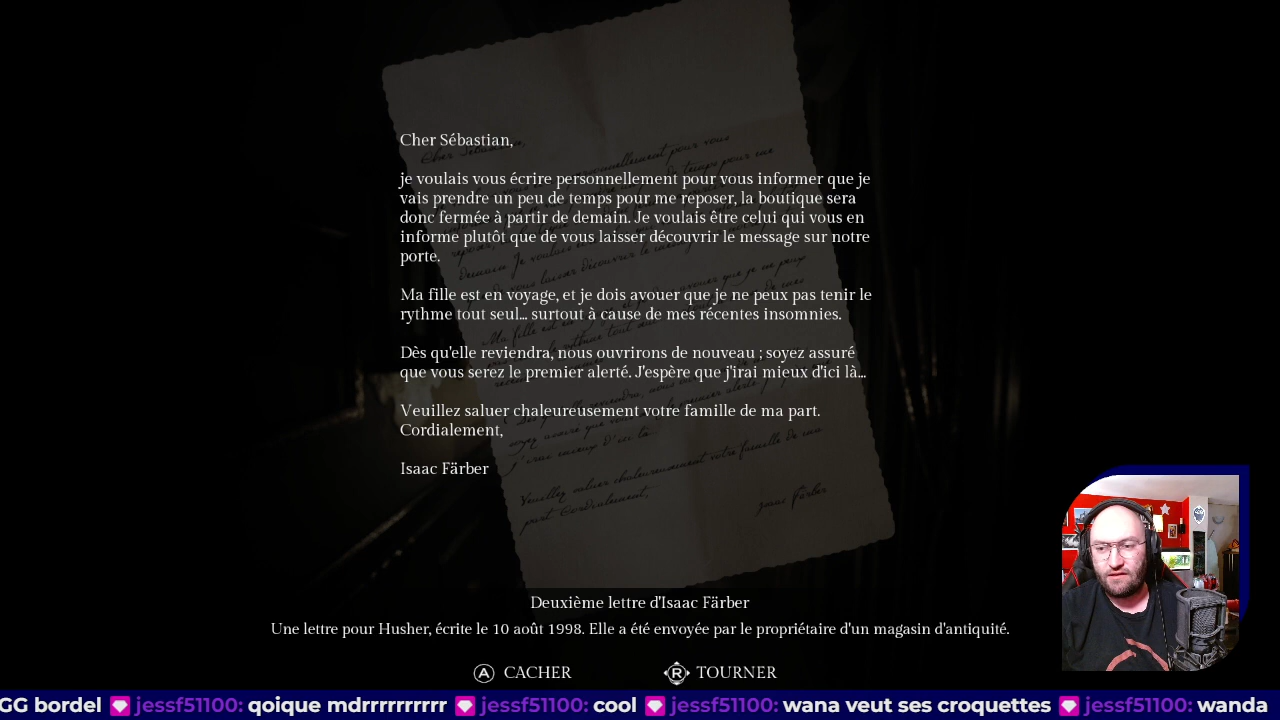 Cher Sébastian,
je voulais vous écrire personnellement pour vous informer que je
vais prendre un peu de temps pour me reposer, la boutique sera
donc fermée à partir de demain. Je voulais être celui qui vous en
informe plutôt que de vous laisser découvrir le message sur notre
porte.
Ma fille est en voyage, et je dois avouer que je ne peux pas tenir le
rythme tout seul... surtout à cause de mes récentes insomnies.
Dès qu'elle reviendra, nous ouvrirons de nouveau ; soyez assuré
que vous serez le premier alerté. J'espère que j'irai mieux d'ici là...
Veuillez saluer chaleureusement votre famille de ma part.
Cordialement,
Isaac Färber
Deuxième lettre d'Isaac Färber
Une lettre pour Husher, écrite le 10 août 1998. Elle a été envoyée par le propriétaire d'un magasin d'antiquité.
A CACHER R TOURNER
GG bordel jessf51100: qoique mdrrrrrrrrrr jessf51100: cool jessf51100: wana veut ses croquettes jessf51100: wanda